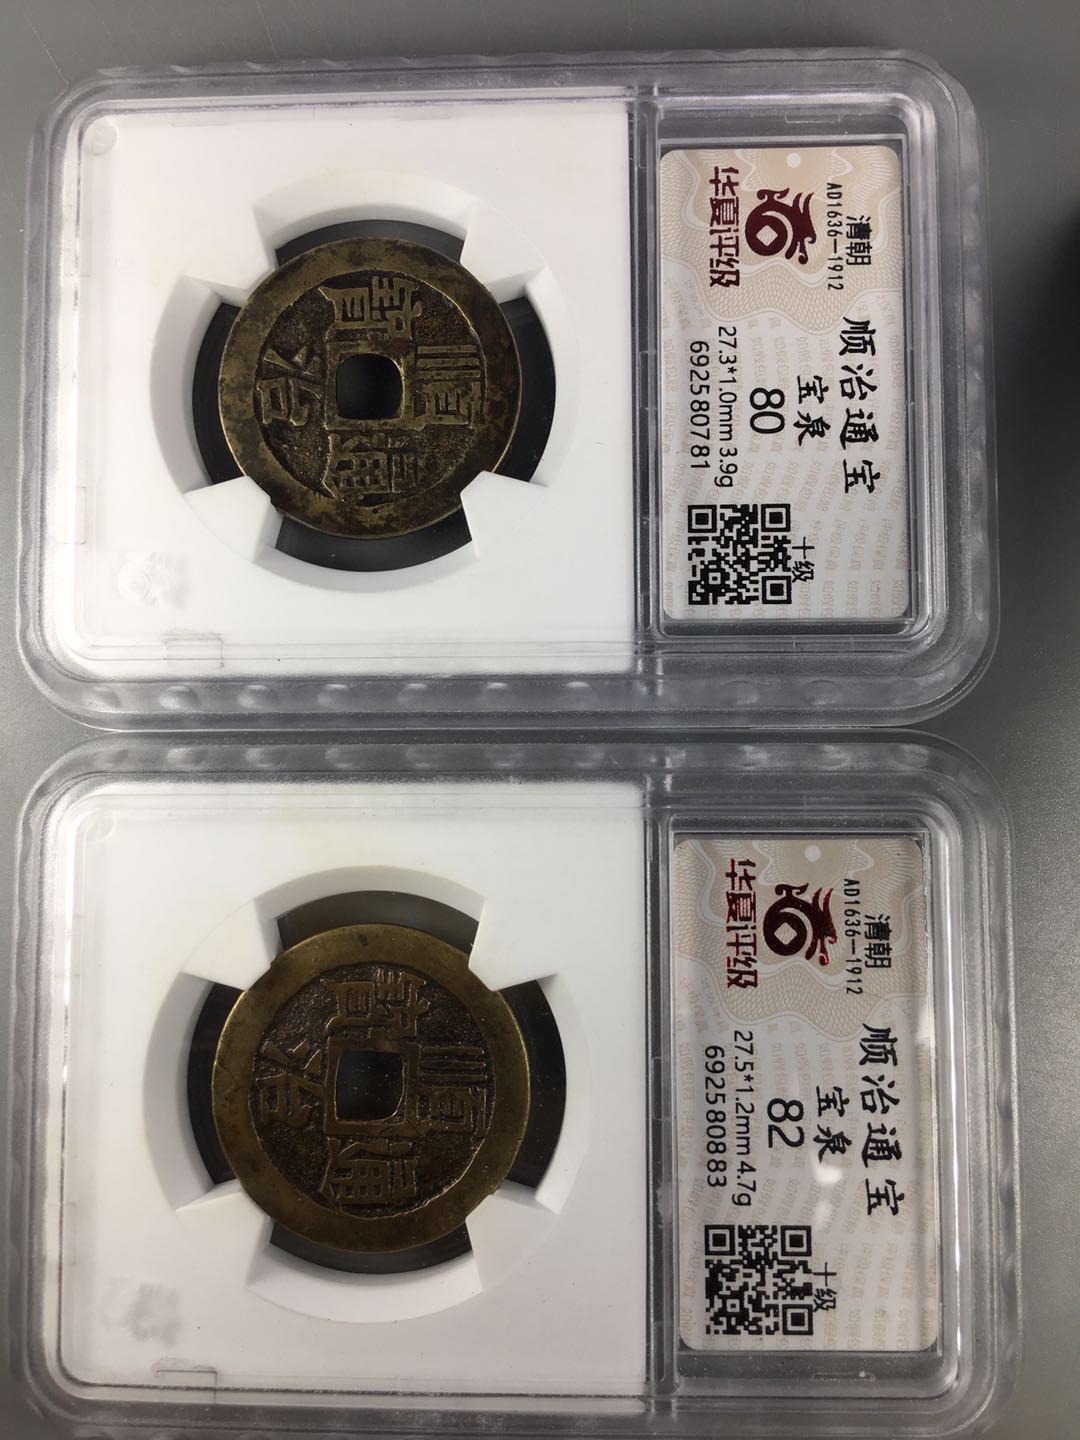 順治通寶
华夏评级
清朝
AD1636-1912
顺治通宝
宝泉
80
27.3*1.0mm 3.9g
6925807​81
十级
順治通寶
华夏评级
清朝
AD1636-1912
顺治通宝
宝泉
82
27.5*1.2mm 4.7g
692580883
十级